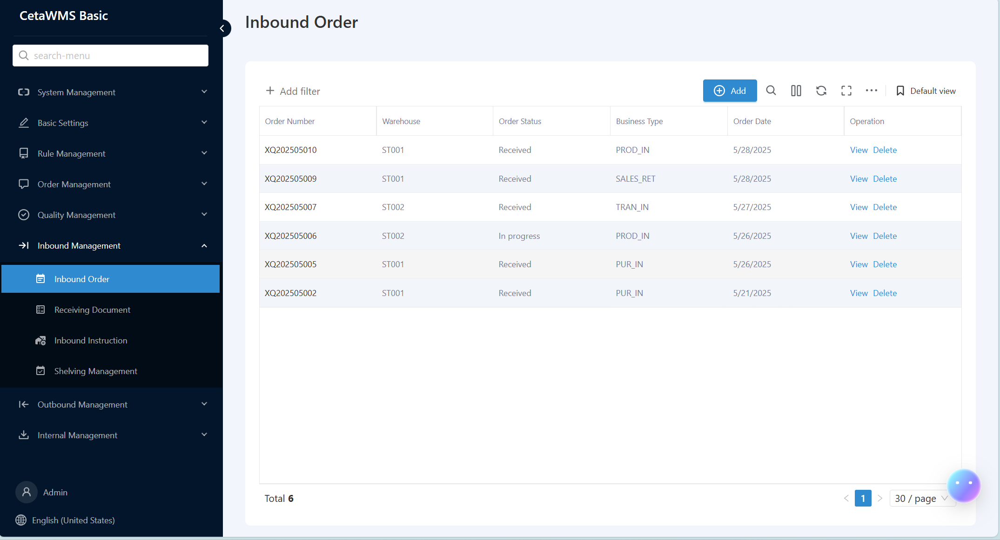 CetaWMS Basic
search-menu
System Management
Basic Settings
Rule Management
Order Management
Quality Management
Inbound Management
Inbound Order
Receiving Document
Inbound Instruction
Shelving Management
Outbound Management
Internal Management
Admin
English (United States)
Inbound Order
Add filter
Add
Default view
Order Number Warehouse Order Status Business Type Order Date Operation
XQ202505010 ST001 Received PROD_IN 5/28/2025 View Delete
XQ202505009 ST001 Received SALES_RET 5/28/2025 View Delete
XQ202505007 ST002 Received TRAN_IN 5/27/2025 View Delete
XQ202505006 ST002 In progress PROD_IN 5/26/2025 View Delete
XQ202505005 ST001 Received PUR_IN 5/26/2025 View Delete
XQ202505002 ST001 Received PUR_IN 5/21/2025 View Delete
Total 6
1
30 / page